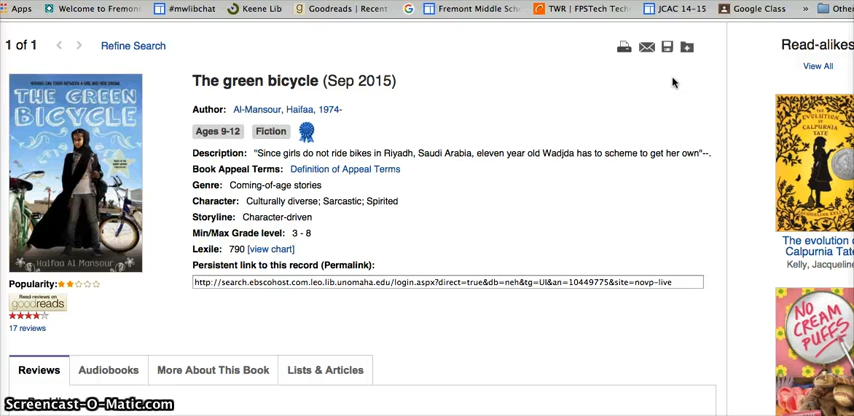 Apps
Welcome to Fremon
#mwlibchat
Keene Lib
Goodreads | Recent
Fremont Middle Sch
TWR | FPSTech Tech
JCAC 14-15
Google Class
»
Other
1 of 1
Refine Search
Read-alikes
View All
THE GREEN
BICYCLE
Haifaa Al Mansour
Popularity:
Read reviews on
goodreads
17 reviews
The green bicycle (Sep 2015)
Author: Al-Mansour, Haifaa, 1974-
Ages 9-12 Fiction
Description: "Since girls do not ride bikes in Riyadh, Saudi Arabia, eleven year old Wadjda has to scheme to get her own"--.
Book Appeal Terms: Definition of Appeal Terms
Genre: Coming-of-age stories
Character: Culturally diverse; Sarcastic; Spirited
Storyline: Character-driven
Min/Max Grade level: 3 - 8
Lexile: 790 [view chart]
Persistent link to this record (Permalink):
http://search.ebscohost.com.leo.lib.unomaha.edu/login.aspx?direct=true&db=neh&tg=UI&an=10449775&site=novp-live
THE
EVOLUTION
of
CALPURNIA
TATE
JACQUELINE KELLY
The evolution o
Calpurnia Tate
Kelly, Jacqueline
NO
CREAM
PUFFS
Reviews
Audiobooks
More About This Book
Lists & Articles
Screencast-O-Matic.com